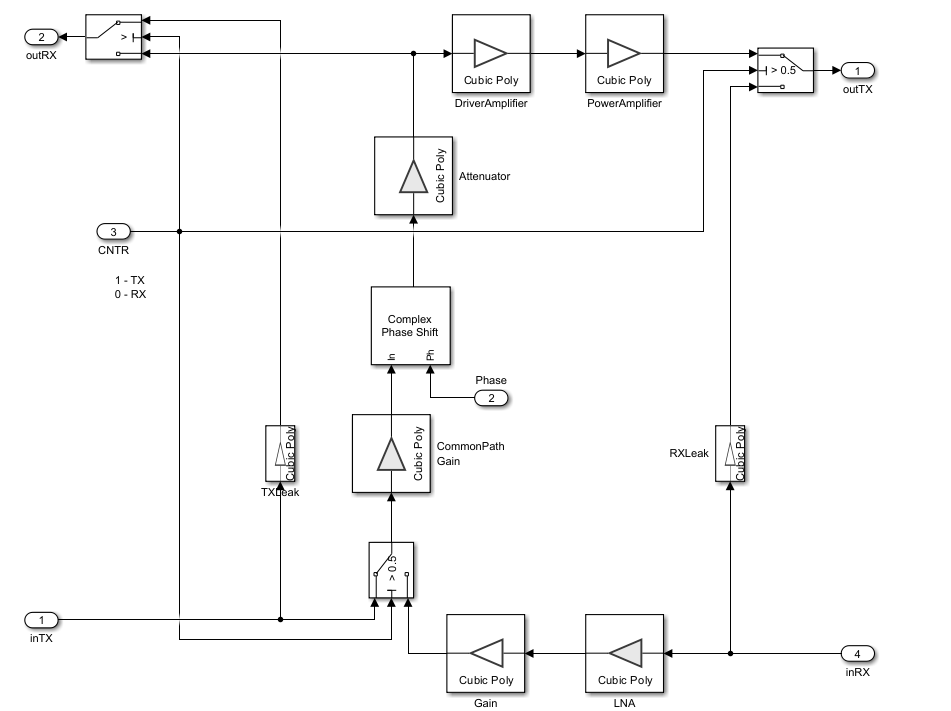 2
outRX
>
Cubic Poly
DriverAmplifier
Cubic Poly
PowerAmplifier
> 0.5
1
outTX
Cubic Poly
Attenuator
3
CNTR
1 - TX
0 - RX
Complex
Phase Shift
In
Ph
Phase
2
Cubic Poly
CommonPath
Gain
Cubic Poly
TXLeak
RXLeak
Cubic Poly
> 0.5
1
inTX
Cubic Poly
Gain
Cubic Poly
LNA
4
inRX